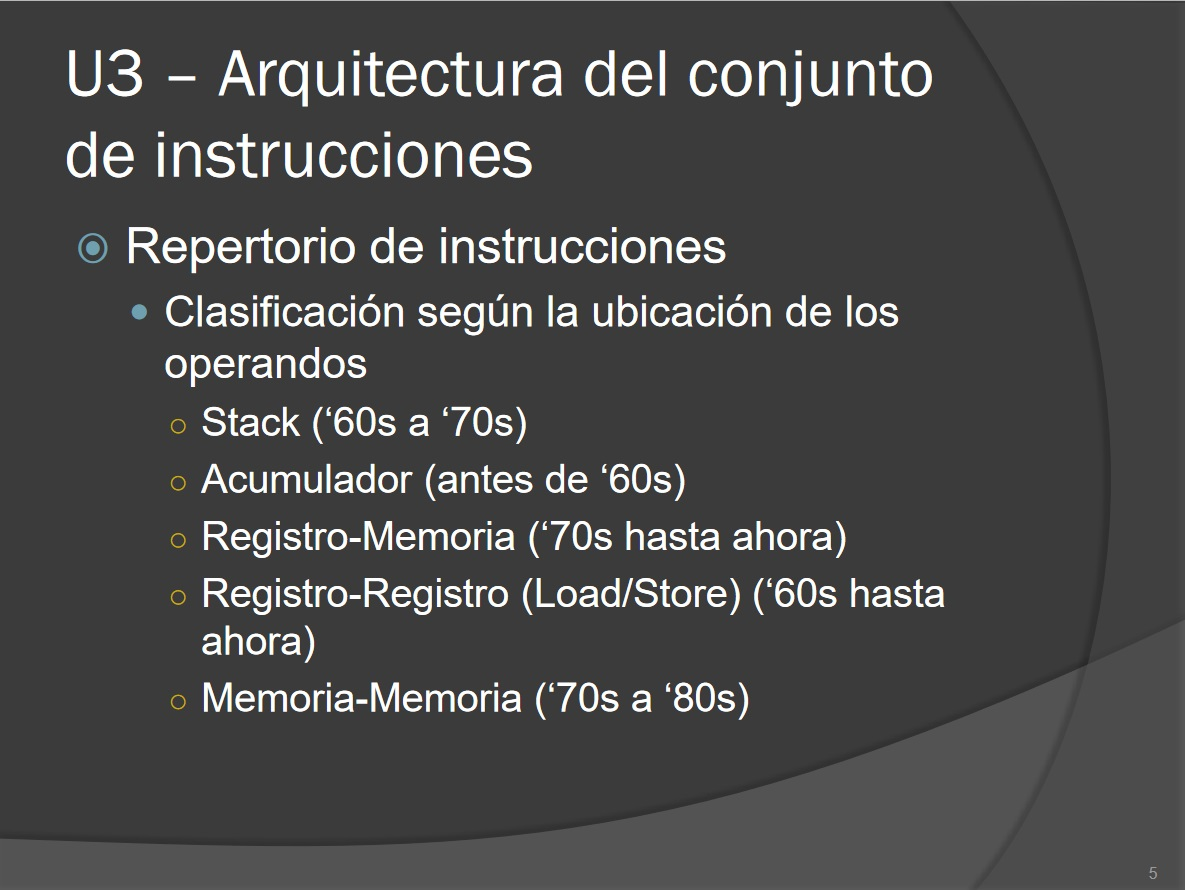 U3 – Arquitectura del conjunto
de instrucciones
Repertorio de instrucciones
Clasificación según la ubicación de los
operandos
Stack (‘60s a ‘70s)
Acumulador (antes de ‘60s)
Registro-Memoria (‘70s hasta ahora)
Registro-Registro (Load/Store) (‘60s hasta
ahora)
Memoria-Memoria (‘70s a ‘80s)
5